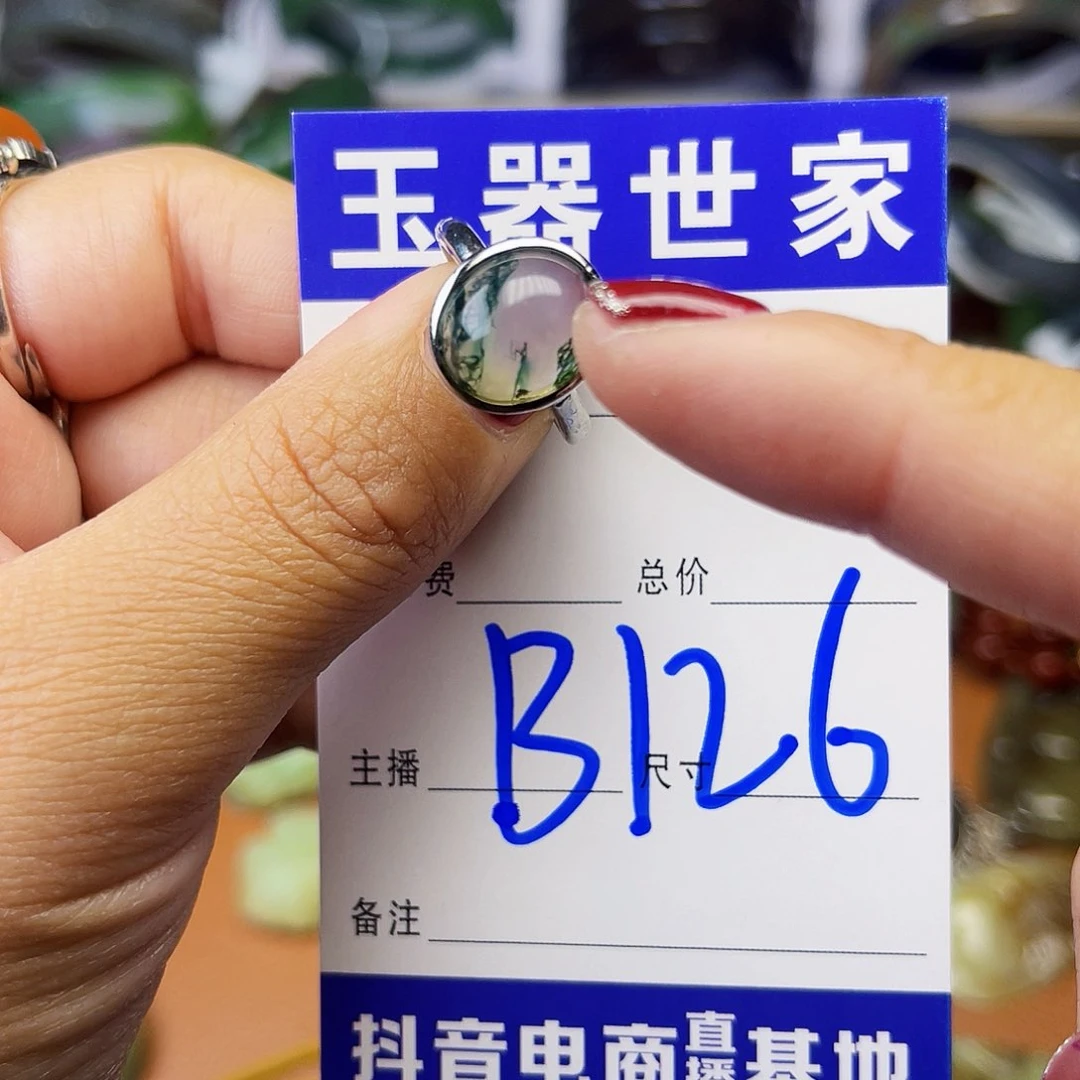 玉器世家
费 总价
B126
主播 尺寸
备注
抖音电商直播基地